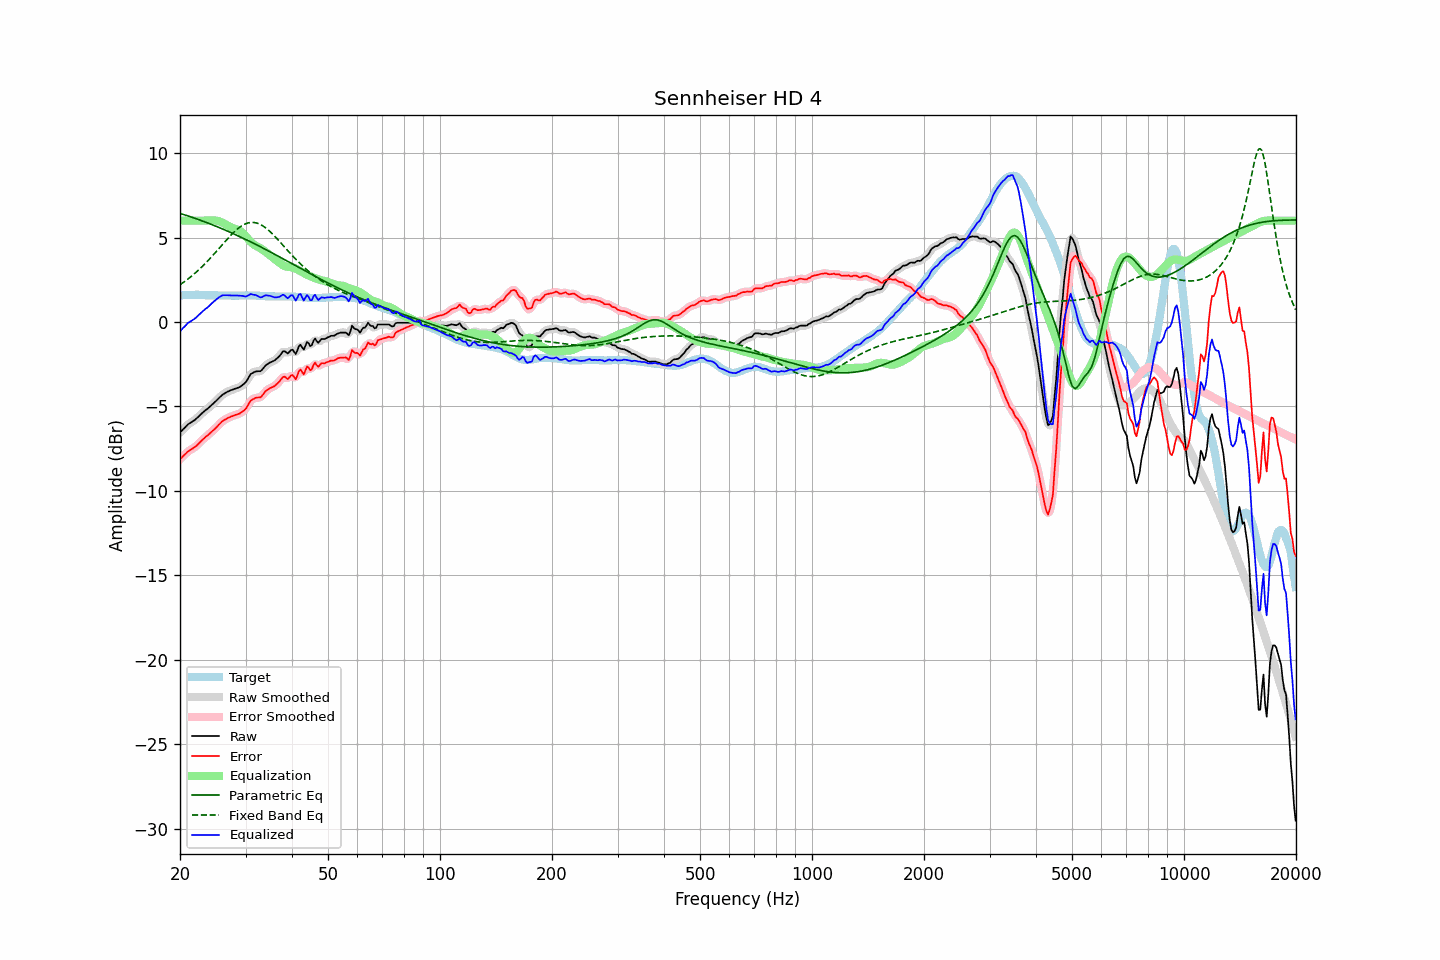 Sennheiser HD 4
10
5
0
−5
−10
−15
−20
−25
−30
Amplitude (dBr)
Target
Raw Smoothed
Error Smoothed
Raw
Error
Equalization
Parametric Eq
Fixed Band Eq
Equalized
20 50 100 200 500 1000 2000 5000 10000 20000
Frequency (Hz)